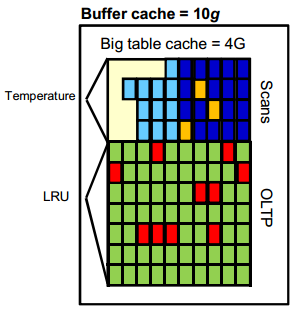 Buffer cache = 10g
Big table cache = 4G
Temperature
Scans
LRU
OLTP